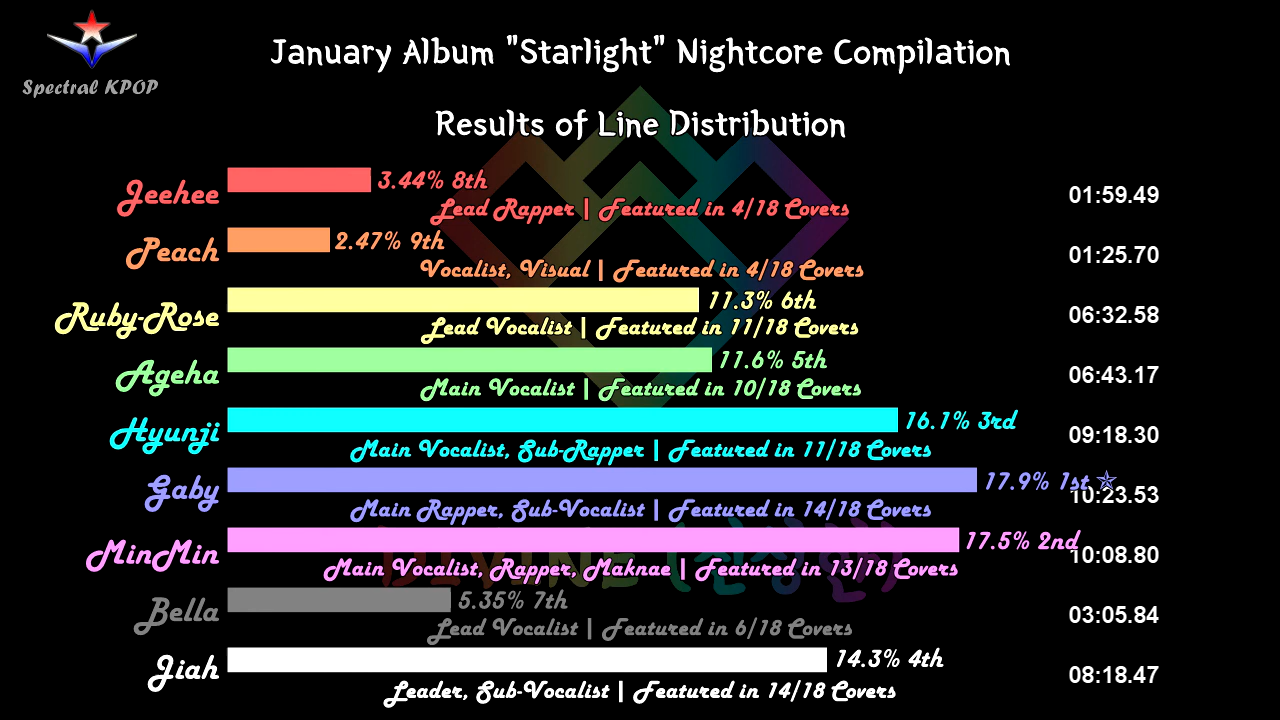 Spectral KPOP
January Album "Starlight" Nightcore Compilation
Results of Line Distribution
Jeehee 3.44% 8th 01:59.49
Lead Rapper | Featured in 4/18 Covers
Peach 2.47% 9th 01:25.70
Vocalist, Visual | Featured in 4/18 Covers
Ruby-Rose 11.3% 6th 06:32.58
Lead Vocalist | Featured in 11/18 Covers
Ageha 11.6% 5th 06:43.17
Main Vocalist | Featured in 10/18 Covers
Hyunji 16.1% 3rd 09:18.30
Main Vocalist, Sub-Rapper | Featured in 11/18 Covers
Gaby 17.9% 1st 10:23.53
Main Rapper, Sub-Vocalist | Featured in 14/18 Covers
MinMin 17.5% 2nd 10:08.80
DIVINE
Main Vocalist, Rapper, Maknae | Featured in 13/18 Covers
Bella 5.35% 7th 03:05.84
Lead Vocalist | Featured in 6/18 Covers
Jiah 14.3% 4th 08:18.47
Leader, Sub-Vocalist | Featured in 14/18 Covers